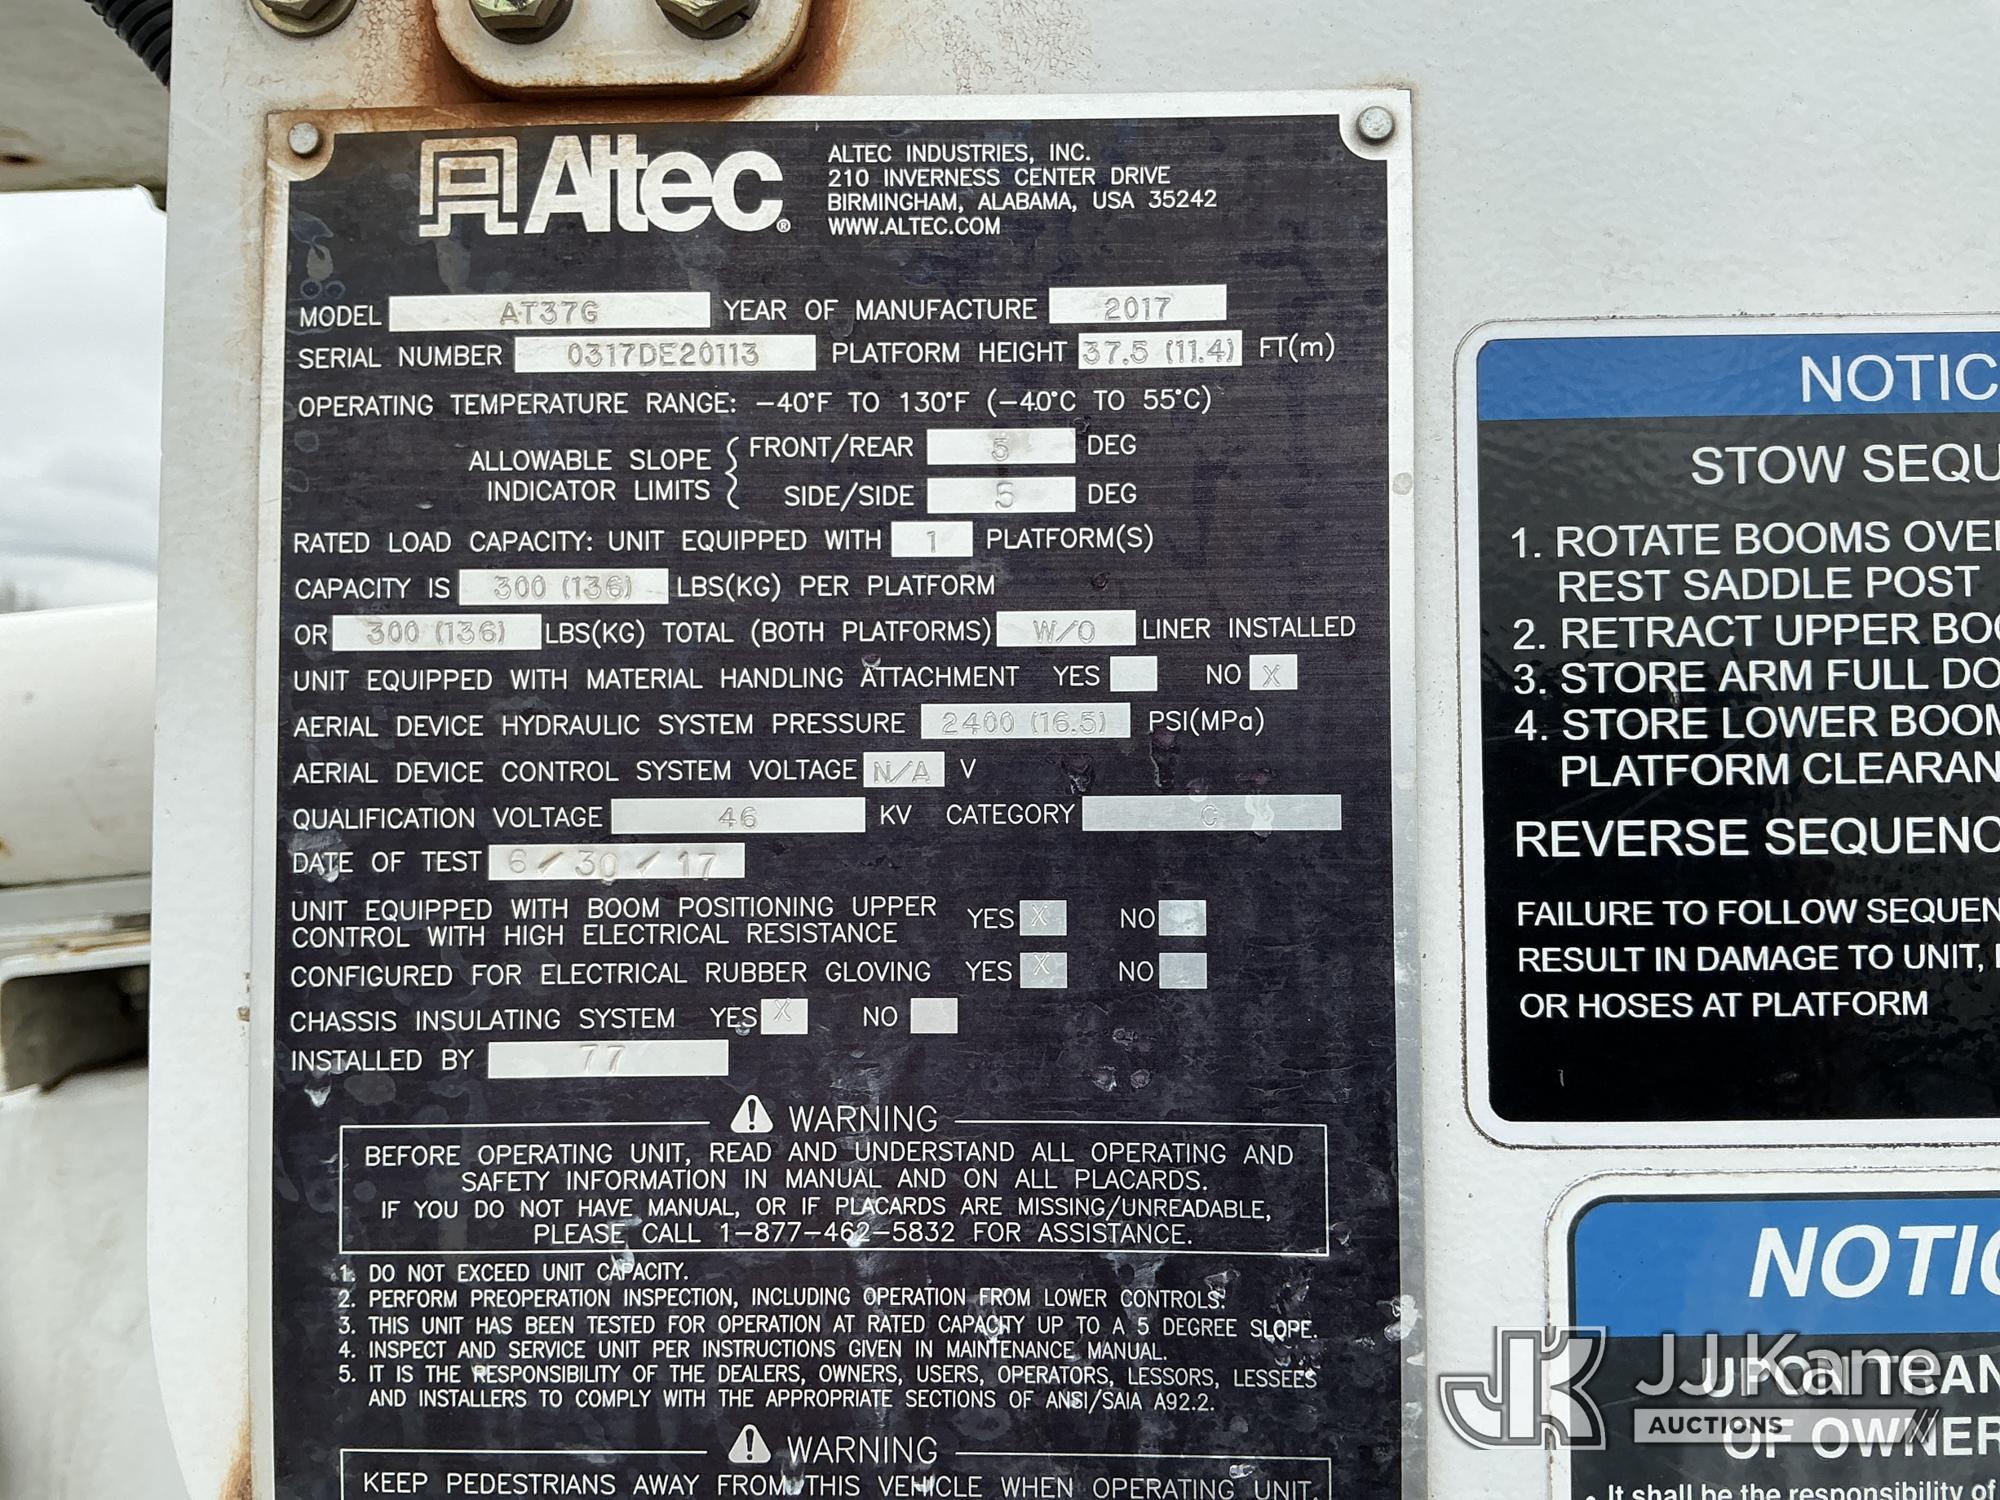 Altec®
ALTEC INDUSTRIES, INC.
210 INVERNESS CENTER DRIVE
BIRMINGHAM, ALABAMA, USA 35242
WWW.ALTEC.COM
MODEL AT37G YEAR OF MANUFACTURE 2017
SERIAL NUMBER 0317DE20113 PLATFORM HEIGHT 37.5 (11.4) FT(m)
OPERATING TEMPERATURE RANGE: -40°F TO 130°F (-40°C TO 55°C)
ALLOWABLE SLOPE INDICATOR LIMITS { FRONT/REAR 5 DEG
SIDE/SIDE 5 DEG
RATED LOAD CAPACITY: UNIT EQUIPPED WITH 1 PLATFORM(S)
CAPACITY IS 300 (136) LBS(KG) PER PLATFORM
OR 300 (136) LBS(KG) TOTAL (BOTH PLATFORMS) W/O LINER INSTALLED
UNIT EQUIPPED WITH MATERIAL HANDLING ATTACHMENT YES NO X
AERIAL DEVICE HYDRAULIC SYSTEM PRESSURE 2400 (16.5) PSI(MPa)
AERIAL DEVICE CONTROL SYSTEM VOLTAGE N/A V
QUALIFICATION VOLTAGE 46 KV CATEGORY C
DATE OF TEST 6/30/17
UNIT EQUIPPED WITH BOOM POSITIONING UPPER
CONTROL WITH HIGH ELECTRICAL RESISTANCE YES X NO
CONFIGURED FOR ELECTRICAL RUBBER GLOVING YES X NO
CHASSIS INSULATING SYSTEM YES X NO
INSTALLED BY 77
⚠ WARNING
BEFORE OPERATING UNIT, READ AND UNDERSTAND ALL OPERATING AND
SAFETY INFORMATION IN MANUAL AND ON ALL PLACARDS.
IF YOU DO NOT HAVE MANUAL, OR IF PLACARDS ARE MISSING/UNREADABLE,
PLEASE CALL 1-877-462-5832 FOR ASSISTANCE.
1. DO NOT EXCEED UNIT CAPACITY.
2. PERFORM PREOPERATION INSPECTION, INCLUDING OPERATION FROM LOWER CONTROLS.
3. THIS UNIT HAS BEEN TESTED FOR OPERATION AT RATED CAPACITY UP TO A 5 DEGREE SLOPE.
4. INSPECT AND SERVICE UNIT PER INSTRUCTIONS GIVEN IN MAINTENANCE MANUAL.
5. IT IS THE RESPONSIBILITY OF THE DEALERS, OWNERS, USERS, OPERATORS, LESSORS, LESSEES
AND INSTALLERS TO COMPLY WITH THE APPROPRIATE SECTIONS OF ANSI/SAIA A92.2.
⚠ WARNING
KEEP PEDESTRIANS AWAY FROM THIS VEHICLE WHEN OPERATING UNIT.
NOTIC
STOW SEQU
1. ROTATE BOOMS OVE
REST SADDLE POST
2. RETRACT UPPER BOO
3. STORE ARM FULL DO
4. STORE LOWER BOOM
PLATFORM CLEARAN
REVERSE SEQUENC
FAILURE TO FOLLOW SEQUEN
RESULT IN DAMAGE TO UNIT,
OR HOSES AT PLATFORM
NOTIC
UPON TRAN
OF OWNER
• It shall be the responsibility of
JK JJ Kane
AUCTIONS